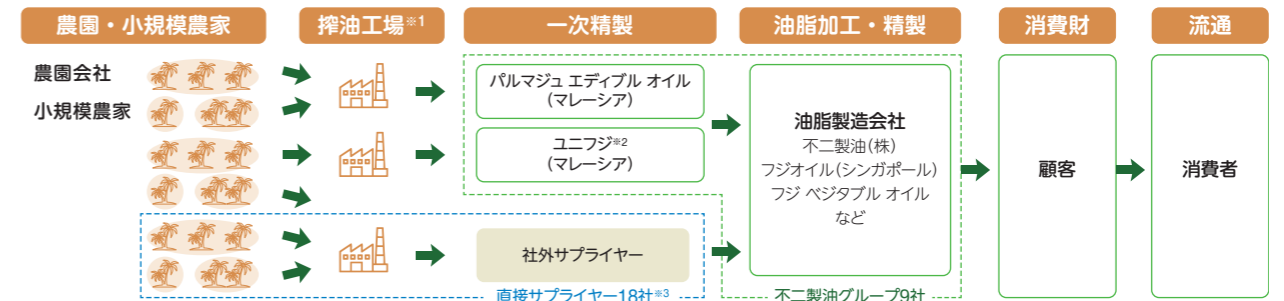 農園・小規模農家
搾油工場※1
一次精製
油脂加工・精製
消費財
流通
農園会社
小規模農家
パルマジュ エディブル オイル
(マレーシア)
ユニフジ※2
(マレーシア)
社外サプライヤー
直接サプライヤー18社※3
油脂製造会社
不二製油(株)
フジオイル(シンガポール)
フジ ベジタブル オイル
など
不二製油グループ9社
顧客
消費者